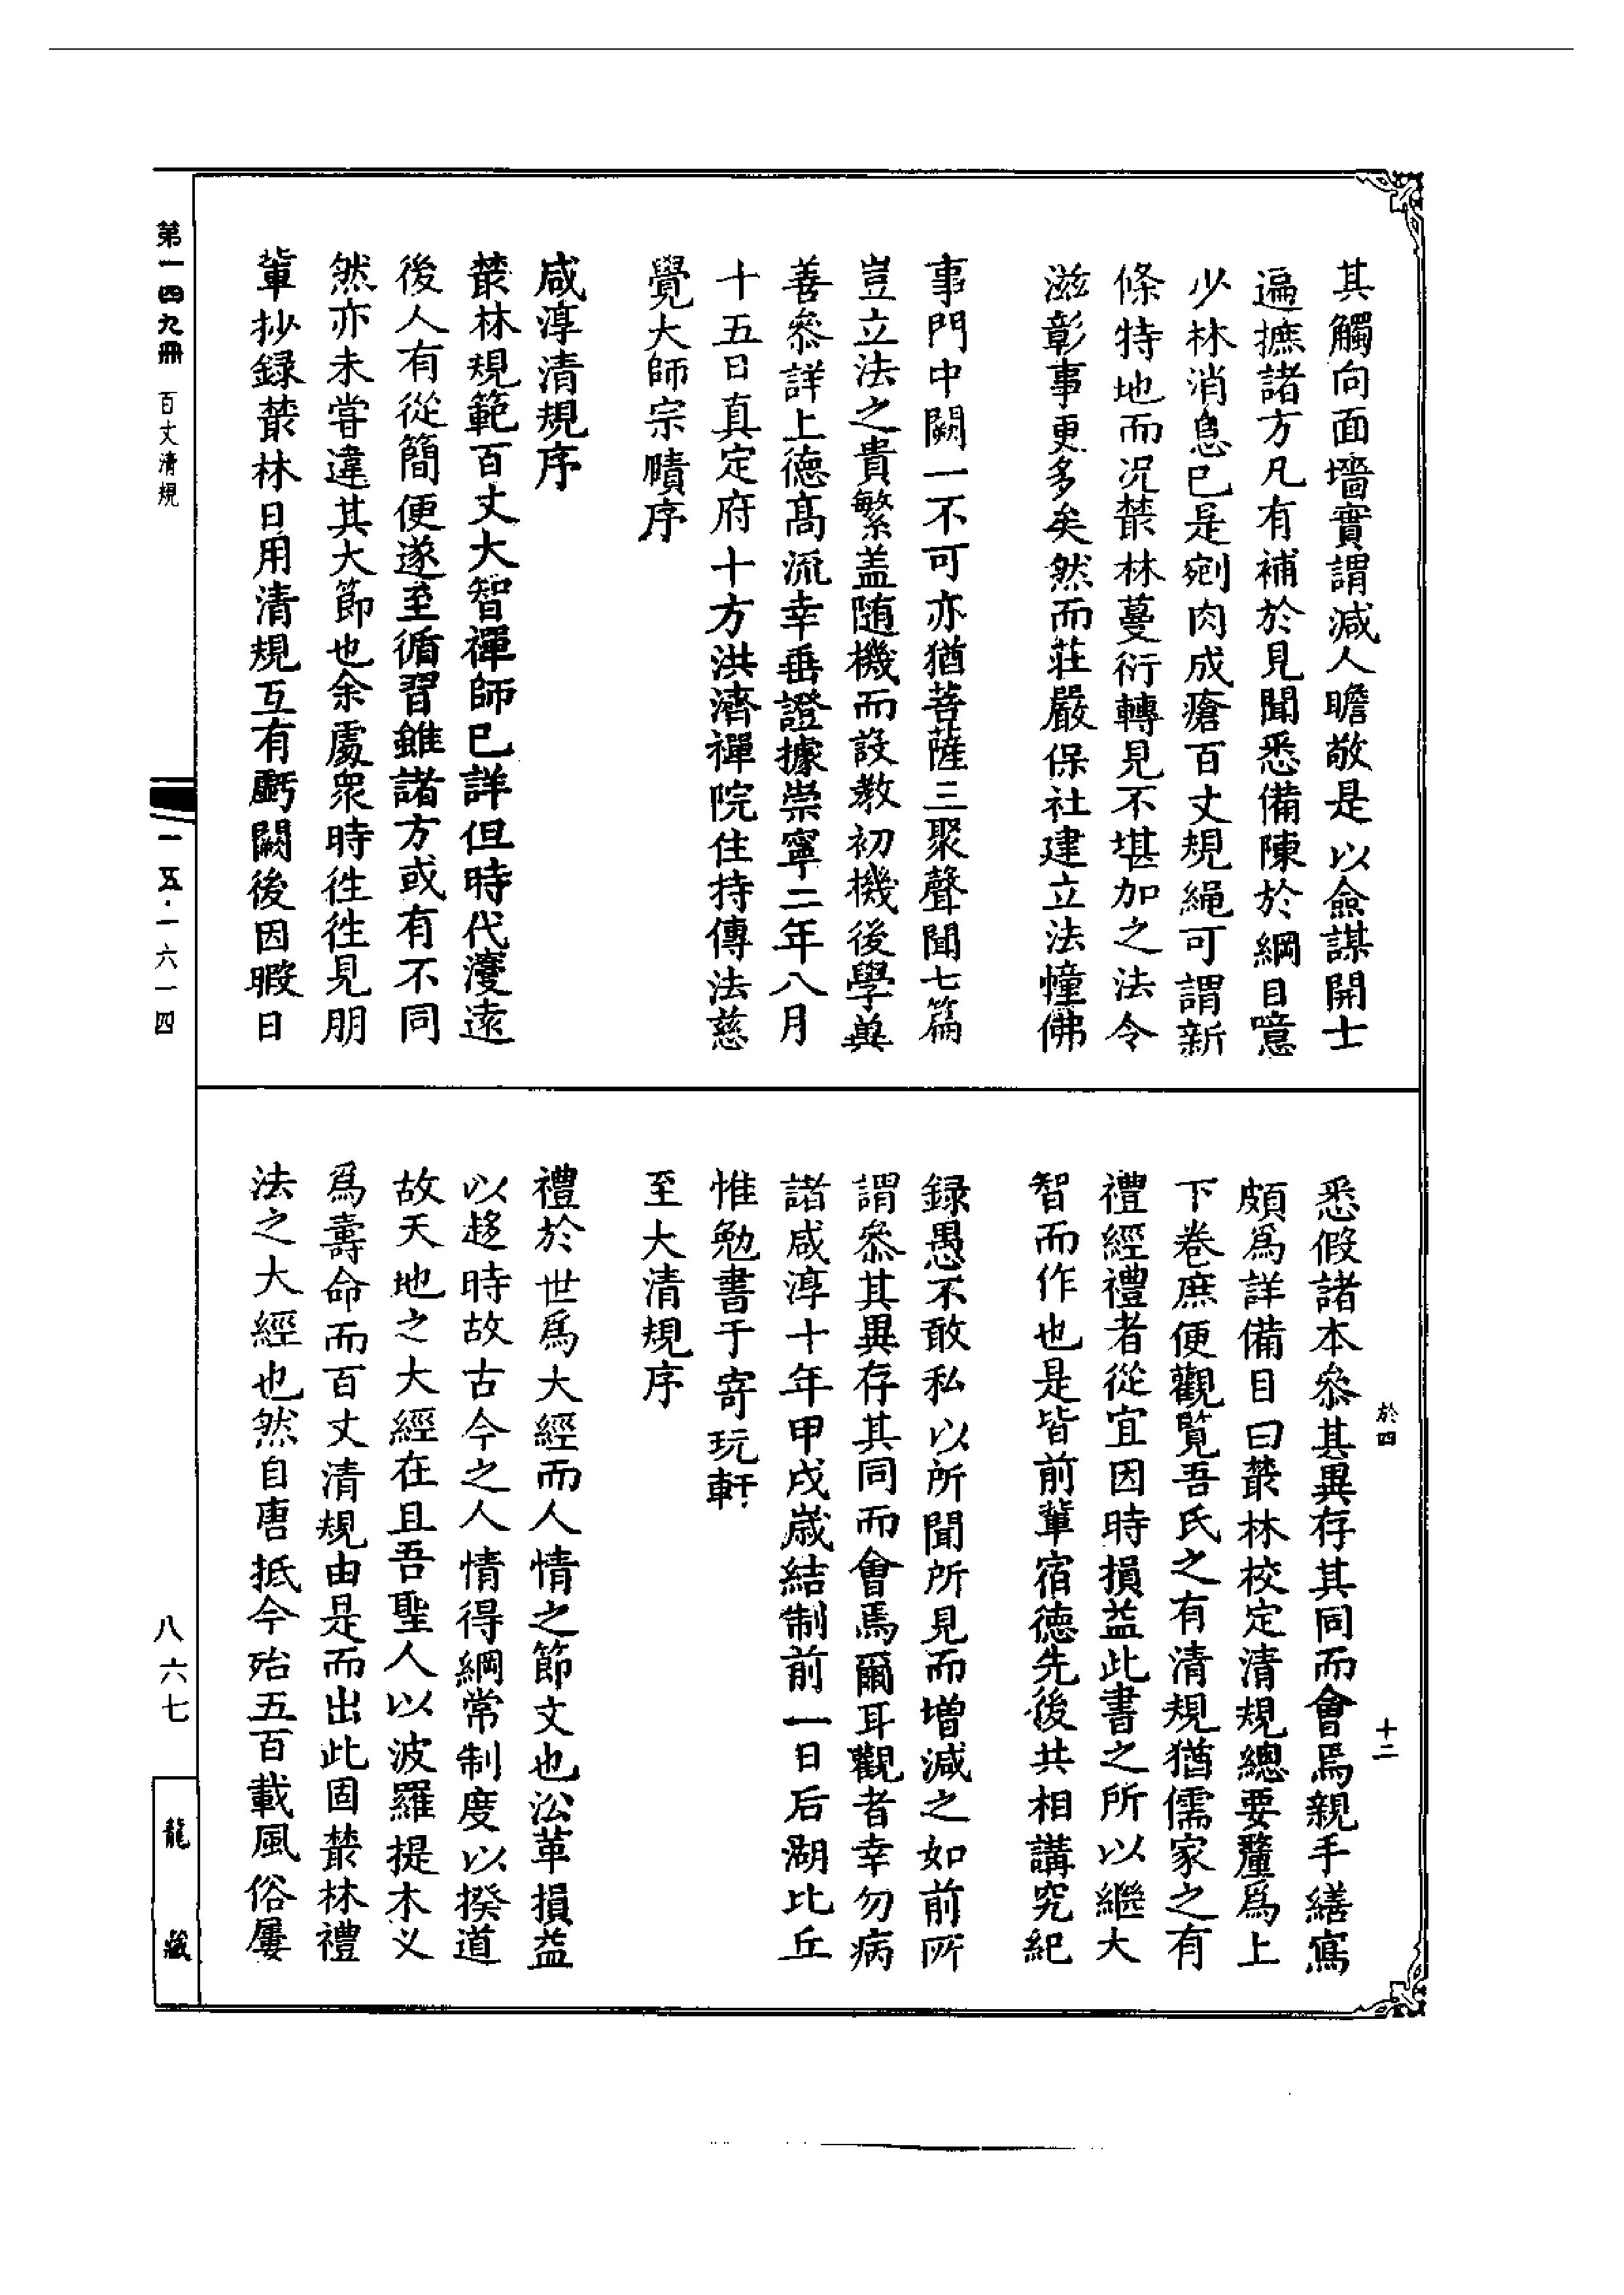 其觸向面墻實謂減人瞻敬是以僉謀開士
遍摭諸方凡有補於見聞悉備陳於綱目噫
少林消息已是剜肉成瘡百丈規繩可謂新
條特地而況叢林蔓衍轉見不堪加之法令
滋彰事更多矣然而莊嚴保社建立法幢佛
事門中闕一不可亦猶菩薩三聚聲聞七篇
豈立法之貴繁盖随機而設教初機後學冀
善叅詳上德高流幸垂證據崇寧二年八月
十五日真定府十方洪濟禪院住持傳法慈
覺大師宗賾序
咸淳清規序
叢林規範百丈大智禪師已詳但時代寖遠
後人有從簡便遂至循習雖諸方或有不同
然亦未甞違其大節也余處衆時徃徃見朋
輩抄録叢林日用清規互有虧闕後因暇日
悉假諸本叅其異存其同而會焉親手繕寫
頗爲詳備目曰叢林校定清規總要釐爲上
下卷庶便觀覧吾氏之有清規猶儒家之有
禮經禮者從宜因時損益此書之所以繼大
智而作也是皆前輩宿德先後共相講究紀
録愚不敢私以所聞所見而増減之如前所
謂叅其異存其同而會焉爾耳觀者幸勿病
諸咸淳十年甲戌歲結制前一日后湖比丘
惟勉書于寄玩軒
至大清規序
禮於世爲大經而人情之節文也㳂革損益
以趍時故古今之人情得綱常制度以揆道
故天地之大經在且吾聖人以波羅提木义
爲壽命而百丈清規由是而出此固叢林禮
法之大經也然自唐抵今殆五百載風俗屢
於四
十二
第一四九冊 百丈清規
一五·一六一四
八六七
龍藏